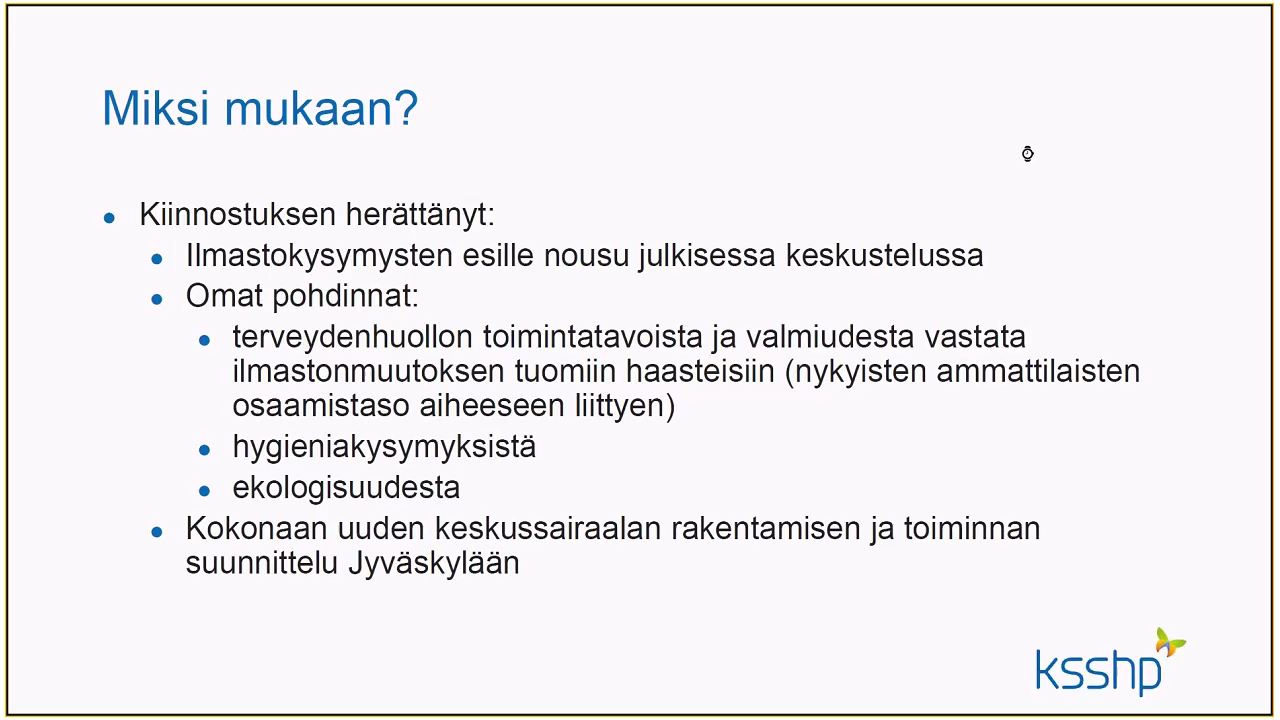 Miksi mukaan?
Kiinnostuksen herättänyt:
Ilmastokysymysten esille nousu julkisessa keskustelussa
Omat pohdinnat:
terveydenhuollon toimintatavoista ja valmiudesta vastata
ilmastonmuutoksen tuomiin haasteisiin (nykyisten ammattilaisten
osaamistaso aiheeseen liittyen)
hygieniakysymyksistä
ekologisuudesta
Kokonaan uuden keskussairaalan rakentamisen ja toiminnan
suunnittelu Jyväskylään
ksshp